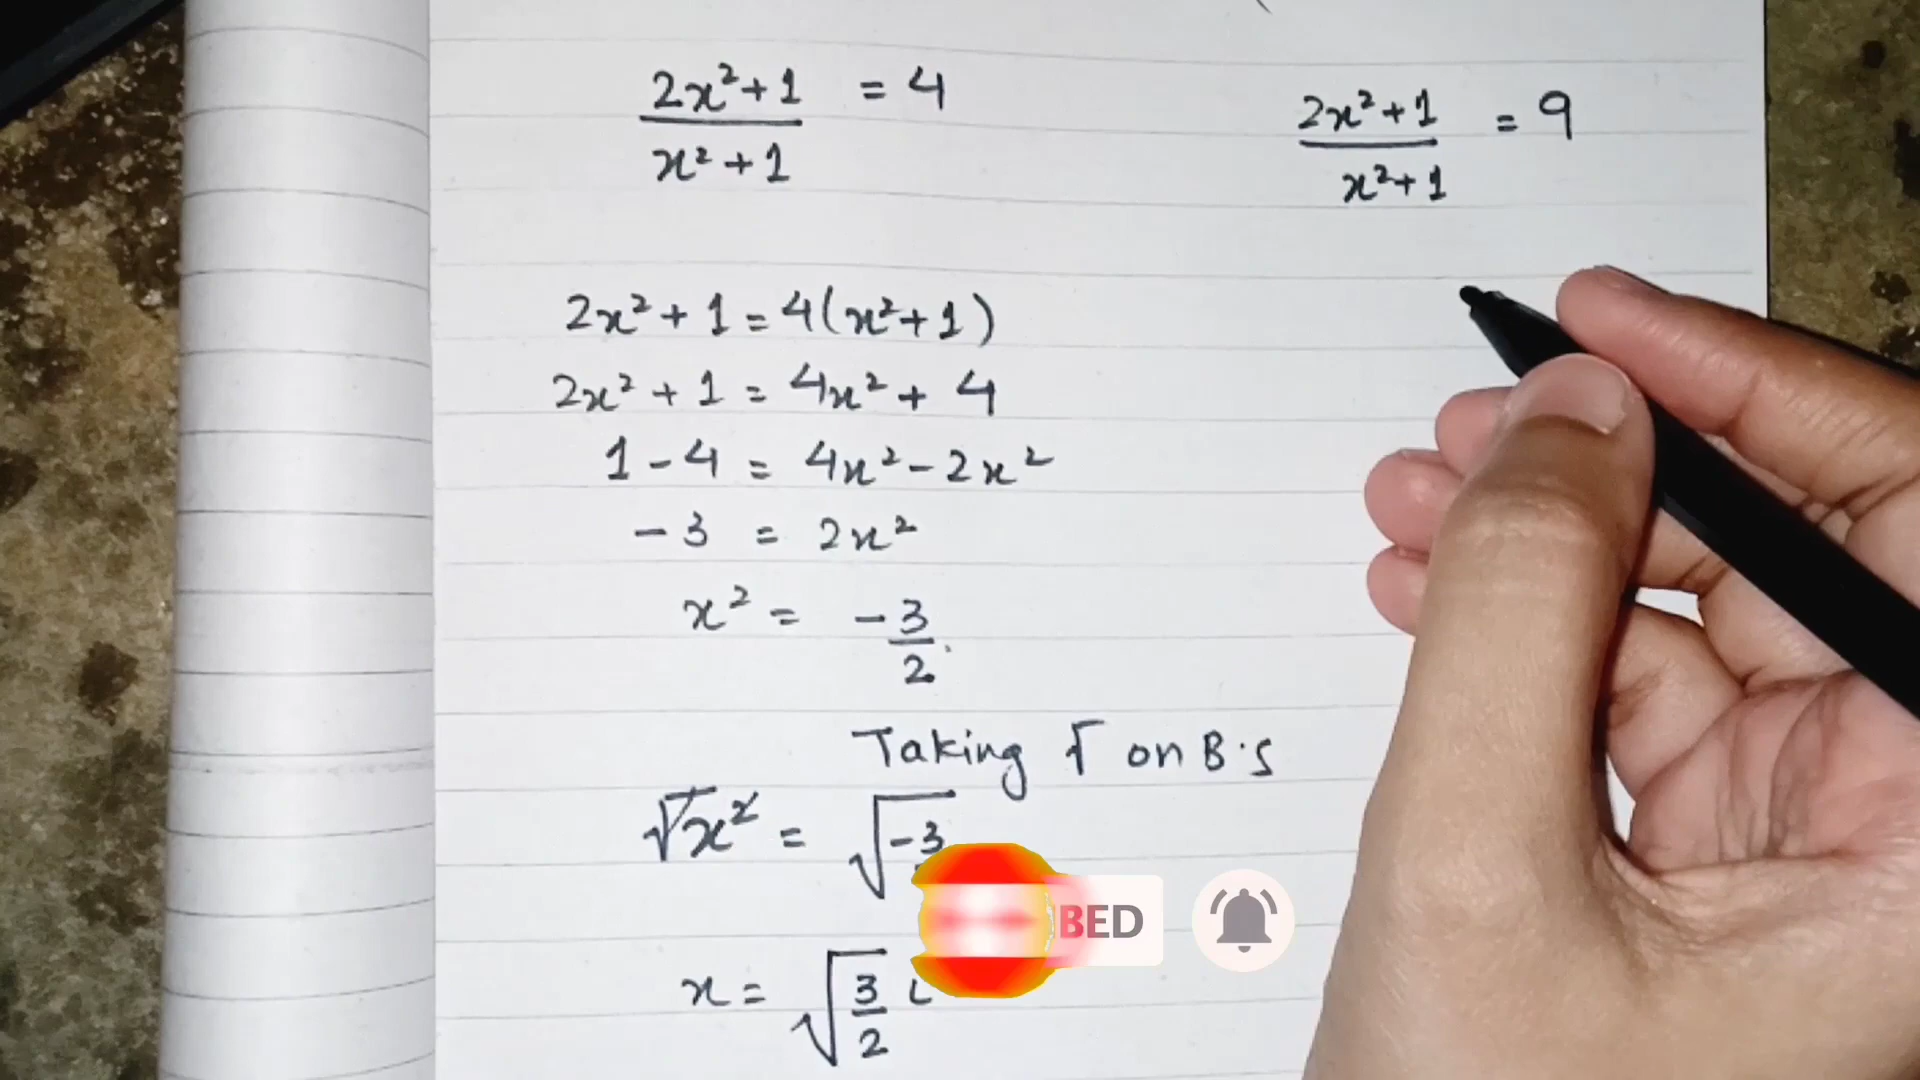 2x²+1 / x²+1 = 4
2x²+1 / x²+1 = 9
2x² + 1 = 4(x²+1)
2x² + 1 = 4x² + 4
1 - 4 = 4x² - 2x²
-3 = 2x²
x² = -3/2
Taking √ on B.S
√x² = √-3
BED
x = √3/2 i